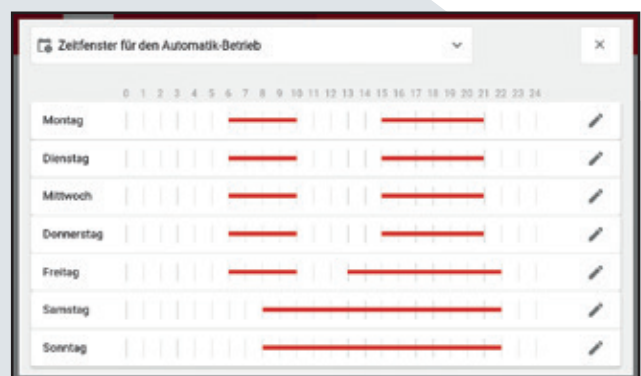 Zeitfenster für den Automatik-Betrieb
0 1 2 3 4 5 6 7 8 9 10 11 12 13 14 15 16 17 18 19 20 21 22 23 24
Montag
Dienstag
Mittwoch
Donnerstag
Freitag
Samstag
Sonntag